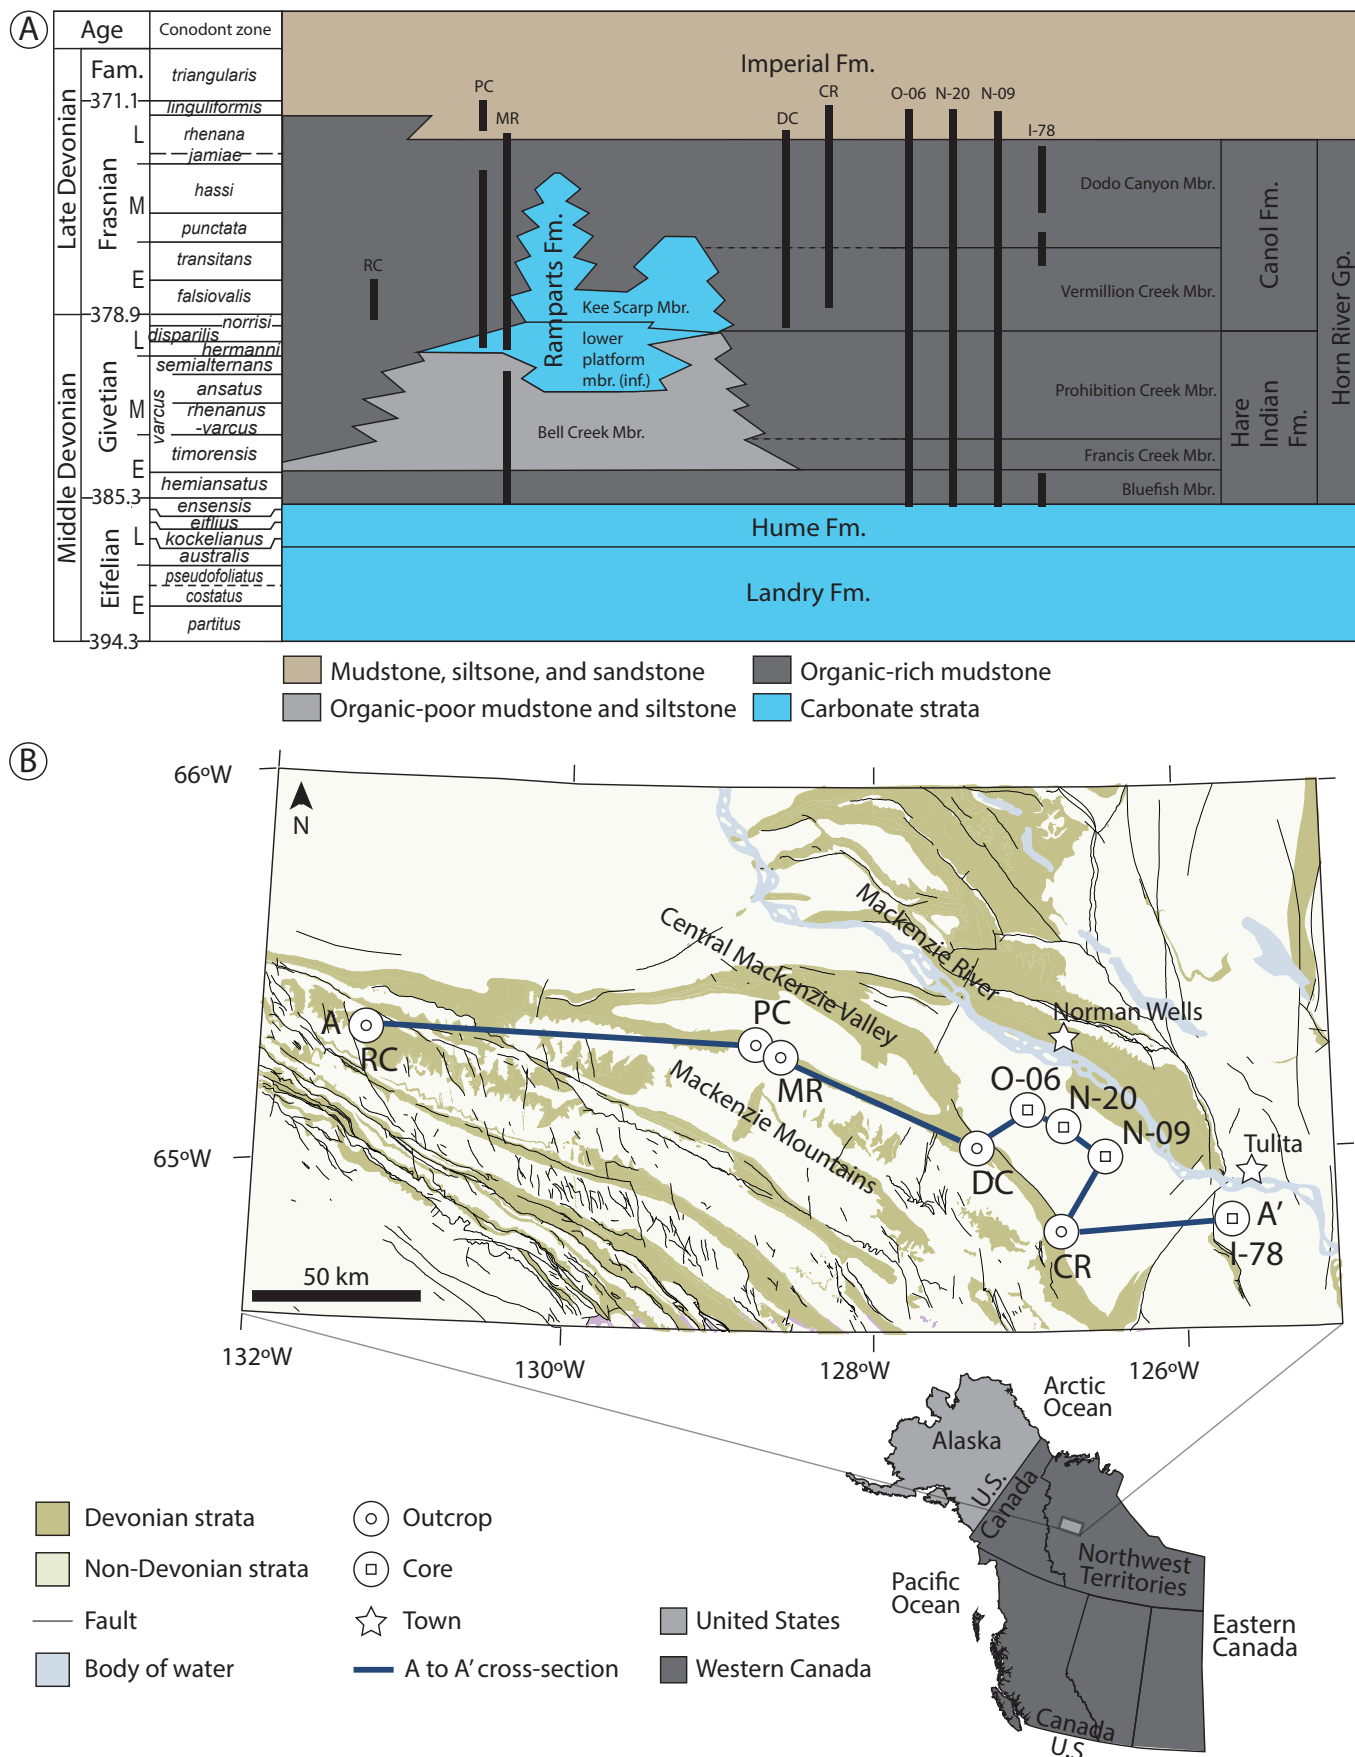 A
Age
Conodont zone
Late Devonian
Middle Devonian
Fam.
371.1
Frasnian
L
M
E
378.9
Givetian
L
M
E
385.3
Eifelian
L
E
394.3
triangularis
linguliformis
rhenana
jamiae
hassi
punctata
transitans
falsiovalis
norrisi
disparilis
hermanni
semialternans
varcus
ansatus
rhenanus
-varcus
timorensis
hemiansatus
ensensis
eiflius
kockelianus
australis
pseudofoliatus
costatus
partitus
Imperial Fm.
PC
MR
RC
DC
CR
O-06
N-20
N-09
I-78
Ramparts Fm.
Kee Scarp Mbr.
lower
platform
mbr. (inf.)
Bell Creek Mbr.
Dodo Canyon Mbr.
Vermillion Creek Mbr.
Prohibition Creek Mbr.
Francis Creek Mbr.
Bluefish Mbr.
Canol Fm.
Hare
Indian
Fm.
Horn River Gp.
Hume Fm.
Landry Fm.
Mudstone, siltsone, and sandstone
Organic-rich mudstone
Organic-poor mudstone and siltstone
Carbonate strata
B
66ºW
N
Mackenzie River
Central Mackenzie Valley
Norman Wells
A
RC
PC
MR
Mackenzie Mountains
O-06
N-20
N-09
Tulita
65ºW
DC
CR
A’
I-78
50 km
132ºW
130ºW
128ºW
126ºW
Arctic
Ocean
Alaska
U.S.
Canada
Northwest
Territories
Pacific
Ocean
Eastern
Canada
Canada
U.S.
Devonian strata
Outcrop
Non-Devonian strata
Core
Fault
Town
United States
Body of water
A to A’ cross-section
Western Canada